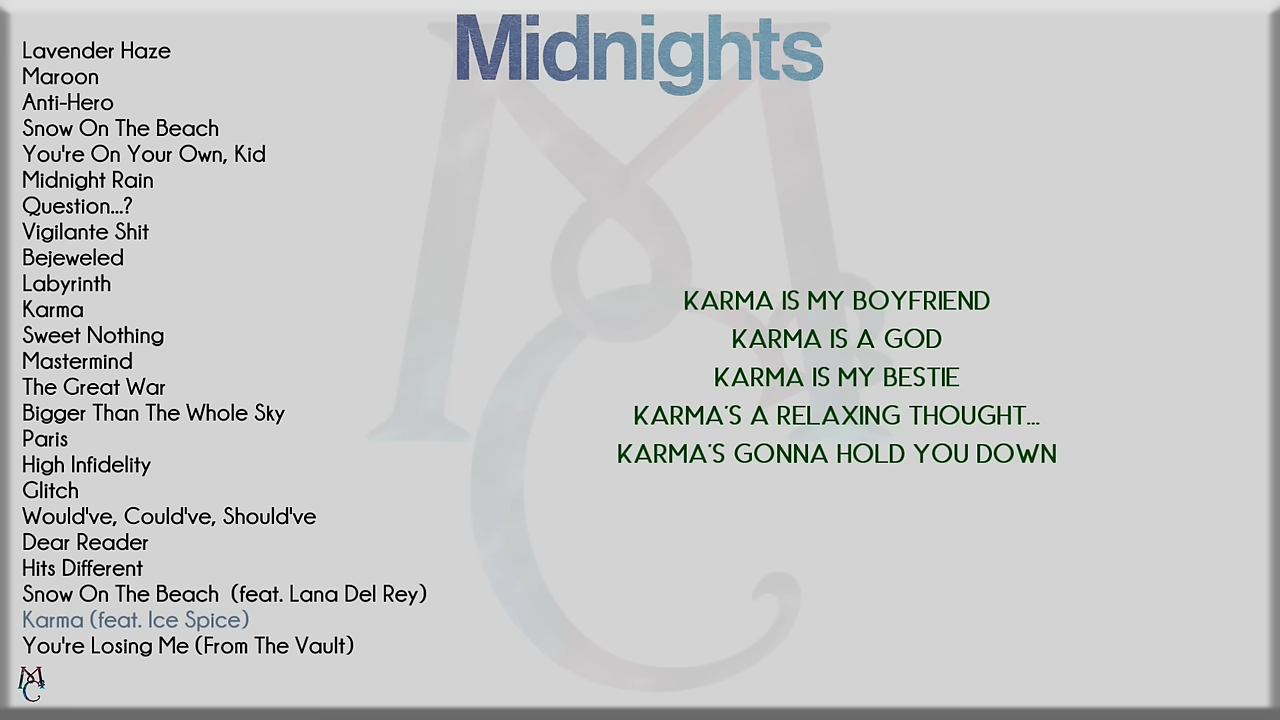 Midnights
Lavender Haze
Maroon
Anti-Hero
Snow On The Beach
You're On Your Own, Kid
Midnight Rain
Question...?
Vigilante Shit
Bejeweled
Labyrinth
Karma
Sweet Nothing
Mastermind
The Great War
Bigger Than The Whole Sky
Paris
High Infidelity
Glitch
Would've, Could've, Should've
Dear Reader
Hits Different
Snow On The Beach  (feat. Lana Del Rey)
Karma (feat. Ice Spice)
You're Losing Me (From The Vault)
KARMA IS MY BOYFRIEND
KARMA IS A GOD
KARMA IS MY BESTIE
KARMA'S A RELAXING THOUGHT...
KARMA'S GONNA HOLD YOU DOWN